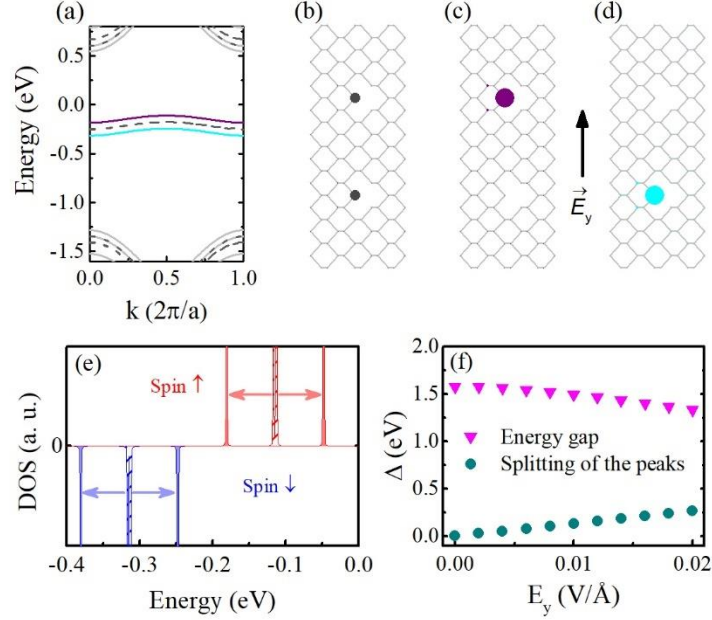 (a)
0.5
0.0
-0.5
-1.0
-1.5
Energy (eV)
0.0 0.5 1.0
k (2π/a)
(b)
(c)
(d)
E⃗y
(e)
Spin ↑
0
Spin ↓
DOS (a. u.)
-0.4 -0.3 -0.2 -0.1 0.0
Energy (eV)
(f)
2.0
1.5
1.0
0.5
0.0
Δ (eV)
Energy gap
Splitting of the peaks
0.00 0.01 0.02
Ey (V/Å)